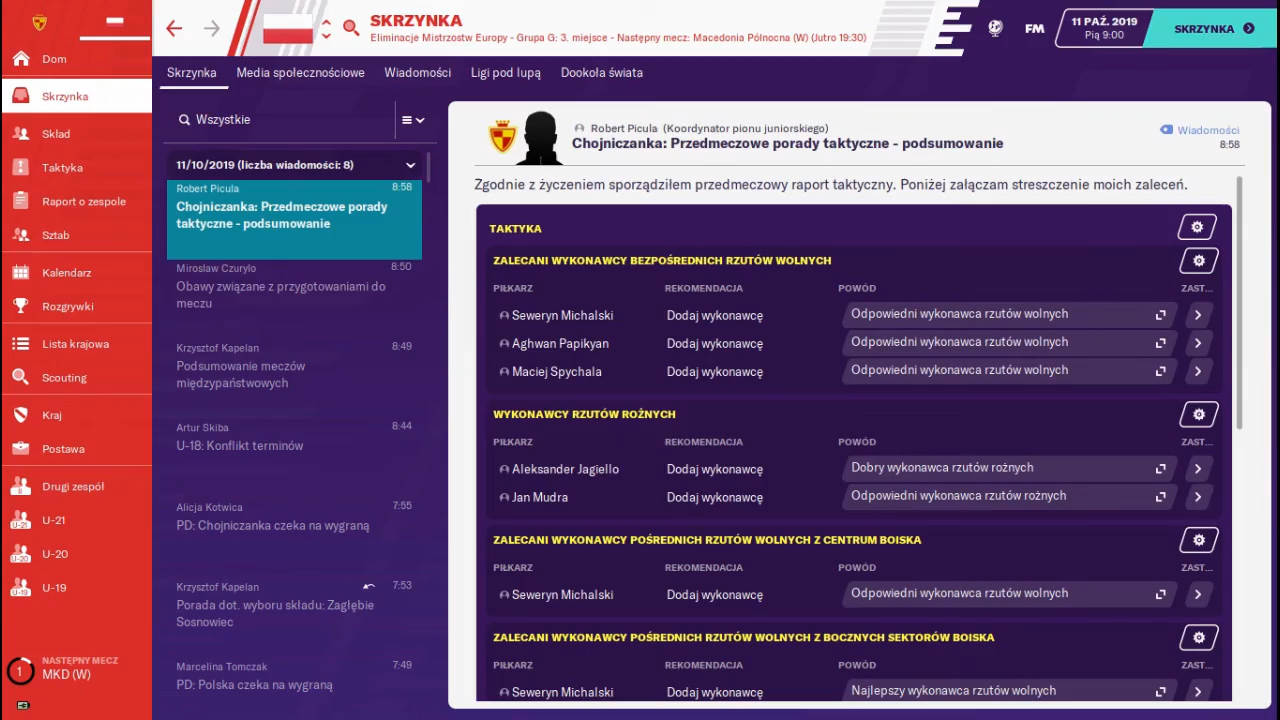 SKRZYNKA
Eliminacje Mistrzostw Europy - Grupa G: 3. miejsce - Następny mecz: Macedonia Północna (W) (Jutro 19:30)
FM
11 PAŹ. 2019
Pią 9:00
SKRZYNKA
Dom
Skrzynka
Skład
Taktyka
Raport o zespole
Sztab
Kalendarz
Rozgrywki
Lista krajowa
Scouting
Kraj
Postawa
Drugi zespół
II
U-21
U-21
U-20
U-20
U-19
U-19
1
NASTĘPNY MECZ
MKD (W)
Skrzynka
Media społecznościowe
Wiadomości
Ligi pod lupą
Dookoła świata
Wszystkie
11/10/2019 (liczba wiadomości: 8)
Robert Picula 8:58
Chojniczanka: Przedmeczowe porady
taktyczne - podsumowanie
Mirosław Czuryło 8:50
Obawy związane z przygotowaniami do
meczu
Krzysztof Kapelan 8:49
Podsumowanie meczów
międzypaństwowych
Artur Skiba 8:44
U-18: Konflikt terminów
Alicja Kotwica 7:55
PD: Chojniczanka czeka na wygraną
Krzysztof Kapelan 7:53
Porada dot. wyboru składu: Zagłębie
Sosnowiec
Marcelina Tomczak 7:49
PD: Polska czeka na wygraną
Robert Picula (Koordynator pionu juniorskiego)
Chojniczanka: Przedmeczowe porady taktyczne - podsumowanie
Wiadomości
8:58
Zgodnie z życzeniem sporządziłem przedmeczowy raport taktyczny. Poniżej załączam streszczenie moich zaleceń.
TAKTYKA
ZALECANI WYKONAWCY BEZPOŚREDNICH RZUTÓW WOLNYCH
PIŁKARZ REKOMENDACJA POWÓD ZAST...
Seweryn Michalski Dodaj wykonawcę Odpowiedni wykonawca rzutów wolnych
Aghwan Papikyan Dodaj wykonawcę Odpowiedni wykonawca rzutów wolnych
Maciej Spychała Dodaj wykonawcę Odpowiedni wykonawca rzutów wolnych
WYKONAWCY RZUTÓW ROŻNYCH
PIŁKARZ REKOMENDACJA POWÓD ZAST...
Aleksander Jagiełło Dodaj wykonawcę Dobry wykonawca rzutów rożnych
Jan Mudra Dodaj wykonawcę Odpowiedni wykonawca rzutów rożnych
ZALECANI WYKONAWCY POŚREDNICH RZUTÓW WOLNYCH Z CENTRUM BOISKA
PIŁKARZ REKOMENDACJA POWÓD ZAST...
Seweryn Michalski Dodaj wykonawcę Odpowiedni wykonawca rzutów wolnych
ZALECANI WYKONAWCY POŚREDNICH RZUTÓW WOLNYCH Z BOCZNYCH SEKTORÓW BOISKA
PIŁKARZ REKOMENDACJA POWÓD ZAST...
Seweryn Michalski Dodaj wykonawcę Najlepszy wykonawca rzutów wolnych